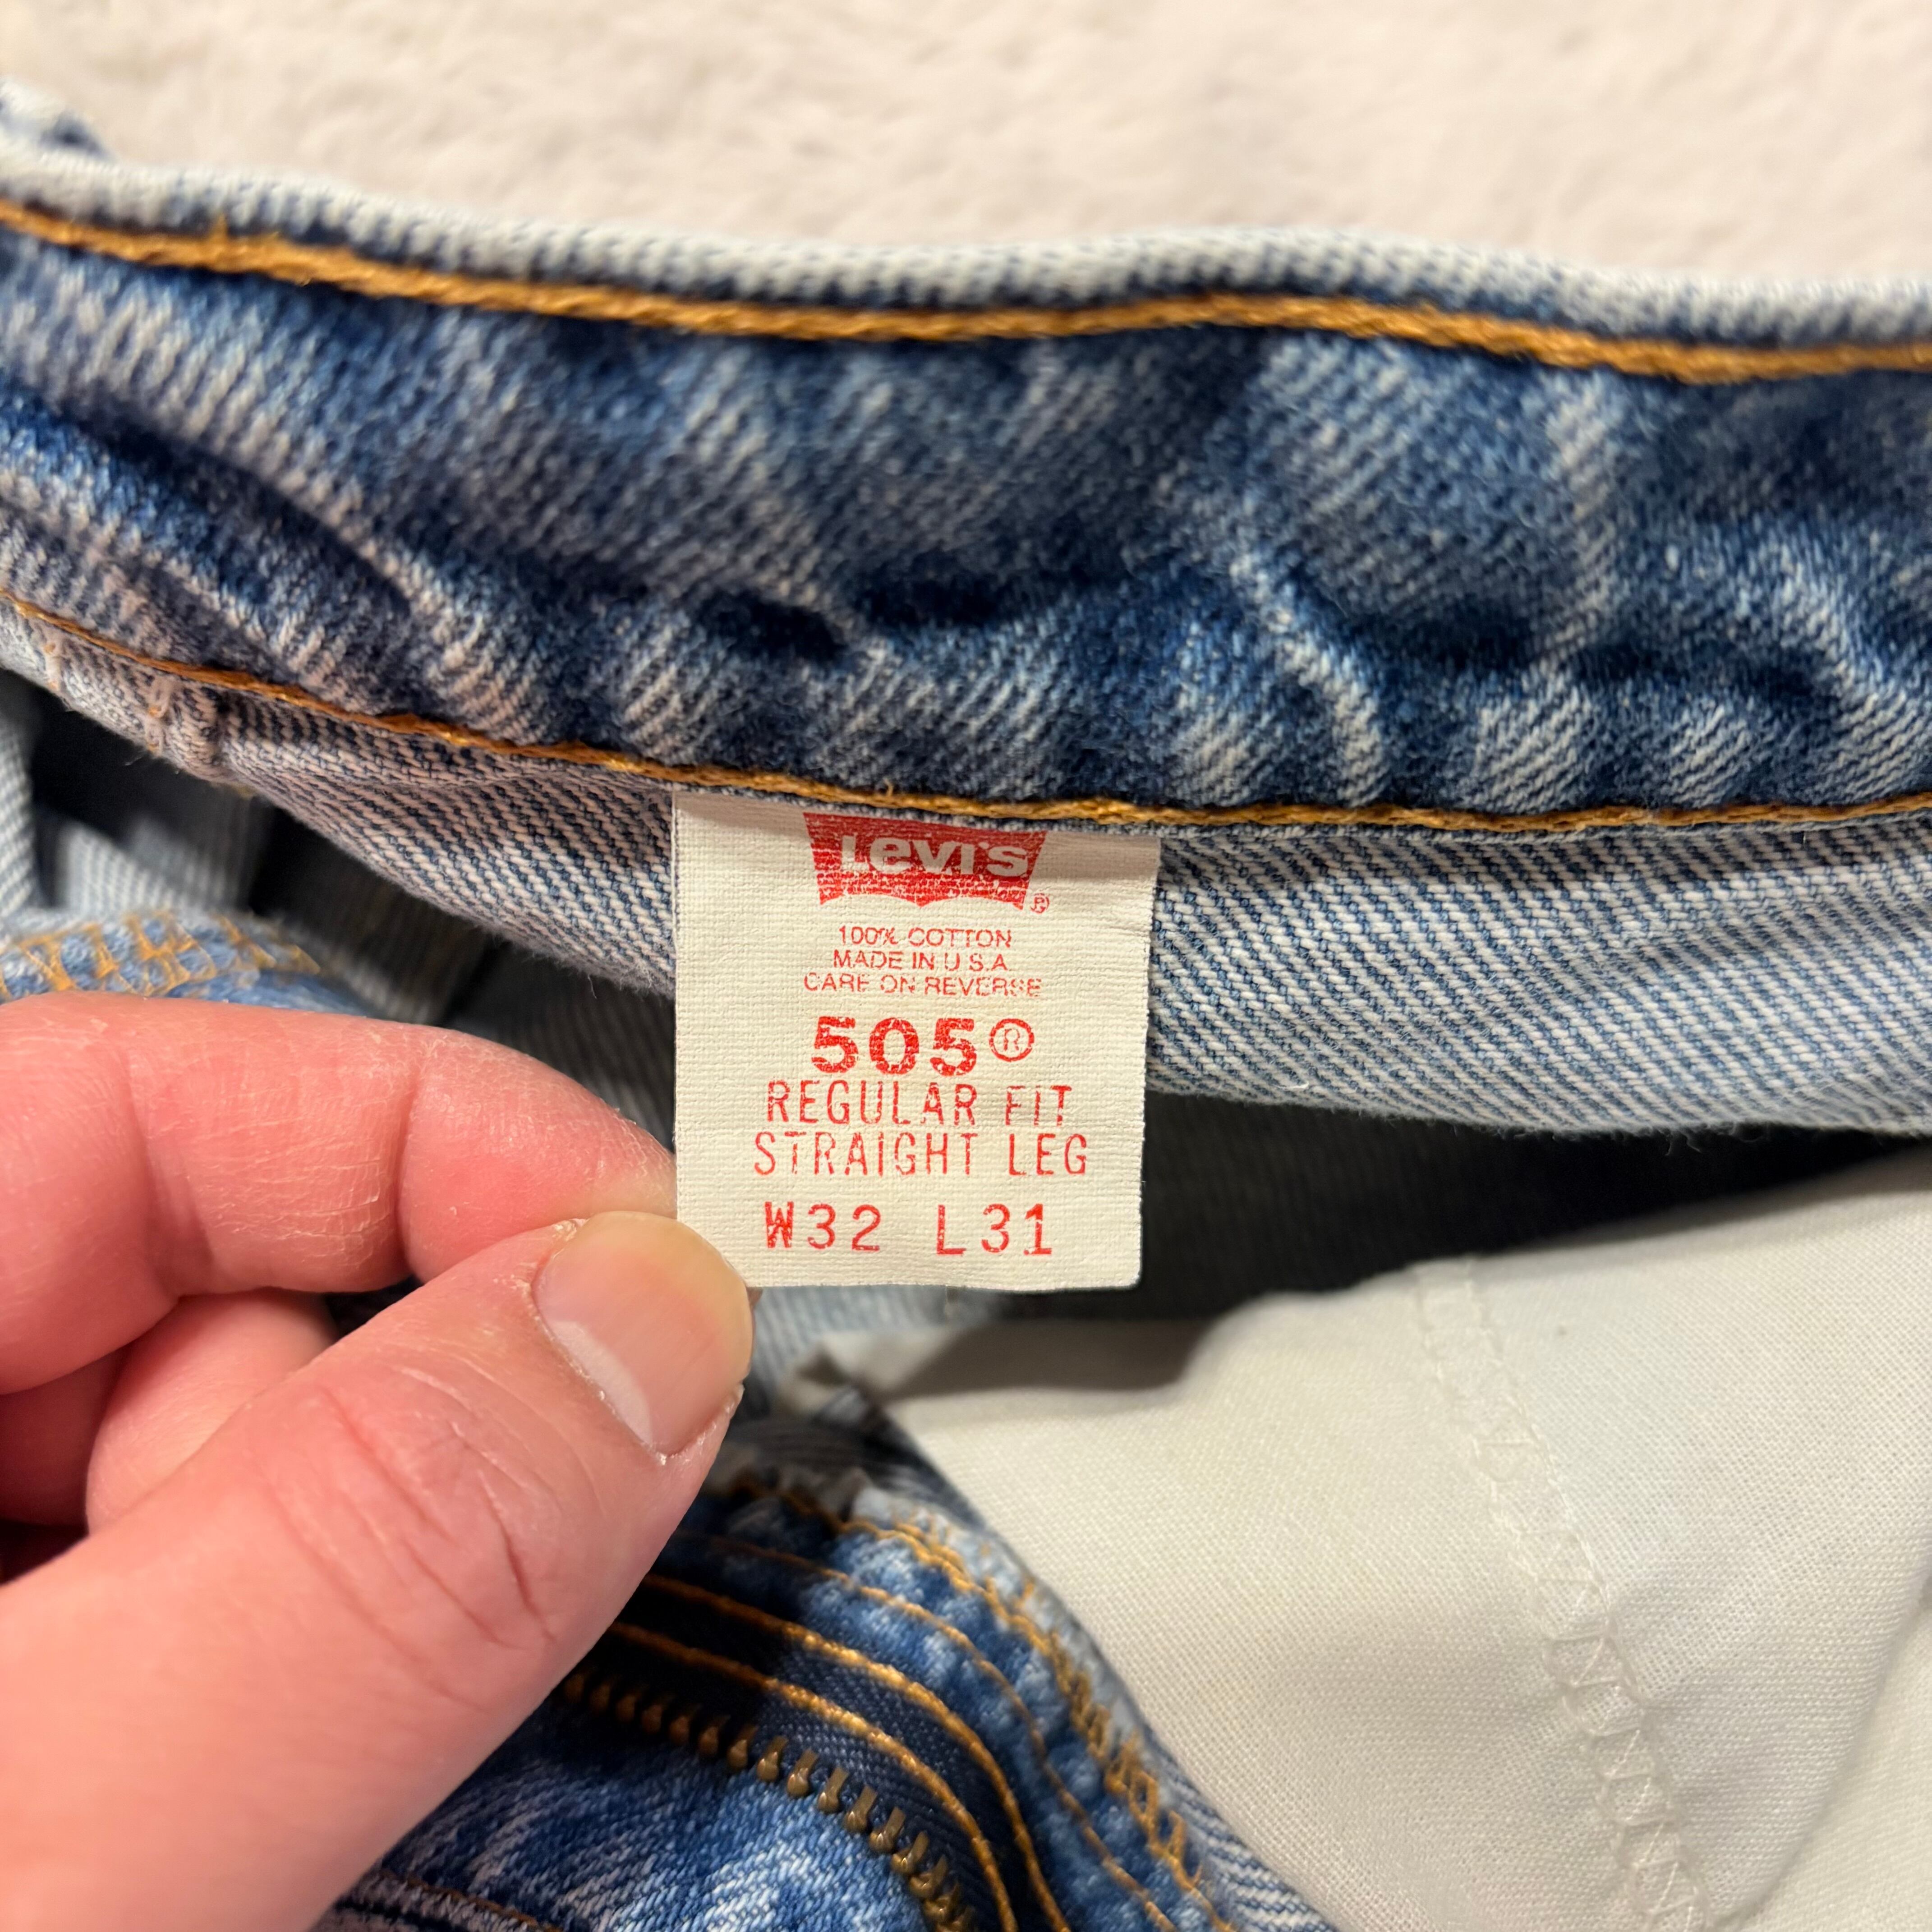 Levi's ®
100% COTTON
MADE IN U.S.A.
CARE ON REVERSE
505®
REGULAR FIT
STRAIGHT LEG
W32 L31